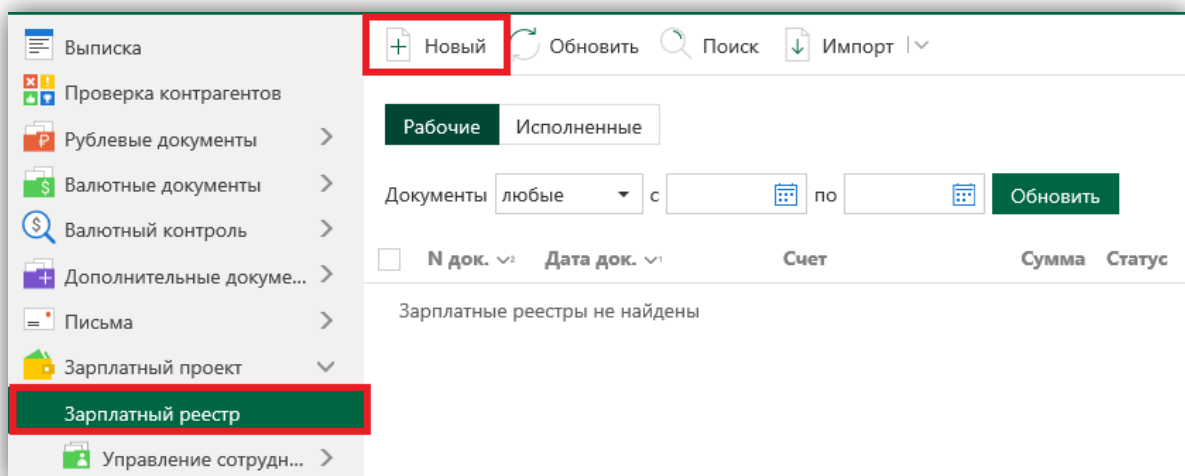 Выписка
Проверка контрагентов
Рублевые документы
Валютные документы
Валютный контроль
Дополнительные докуме...
Письма
Зарплатный проект
Зарплатный реестр
Управление сотрудн...
Новый Обновить Поиск Импорт
Рабочие Исполненные
Документы любые с по Обновить
N док. 2 Дата док. 1 Счет Сумма Статус
Зарплатные реестры не найдены